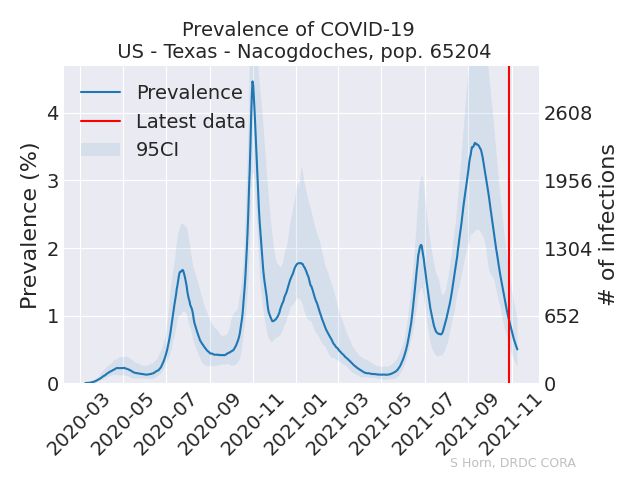 Prevalence of COVID-19
US - Texas - Nacogdoches, pop. 65204
Prevalence
Latest data
95CI
Prevalence (%)
4
3
2
1
0
2608
1956
1304
652
0
# of infections
2020-03
2020-05
2020-07
2020-09
2020-11
2021-01
2021-03
2021-05
2021-07
2021-09
2021-11
S Horn, DRDC CORA